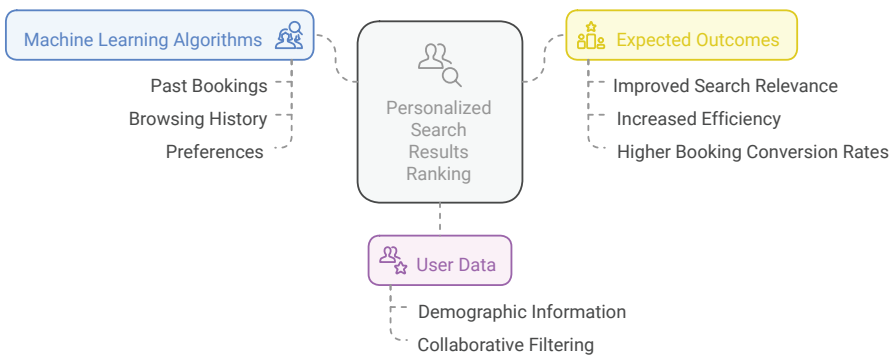 Machine Learning Algorithms
Past Bookings
Browsing History
Preferences
Personalized
Search
Results
Ranking
Expected Outcomes
Improved Search Relevance
Increased Efficiency
Higher Booking Conversion Rates
User Data
Demographic Information
Collaborative Filtering